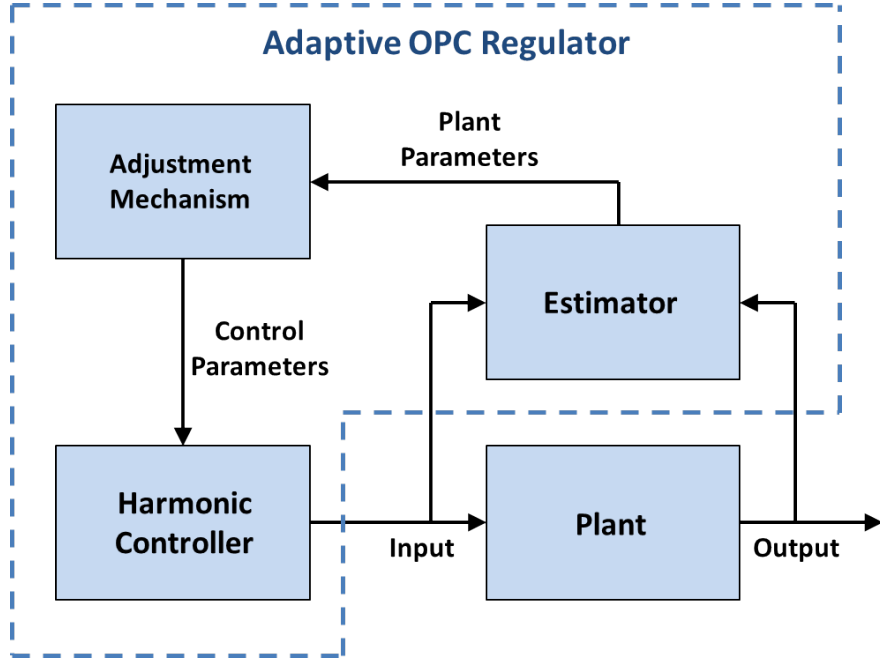 Adaptive OPC Regulator
Plant
Parameters
Adjustment
Mechanism
Estimator
Control
Parameters
Harmonic
Controller
Plant
Input
Output